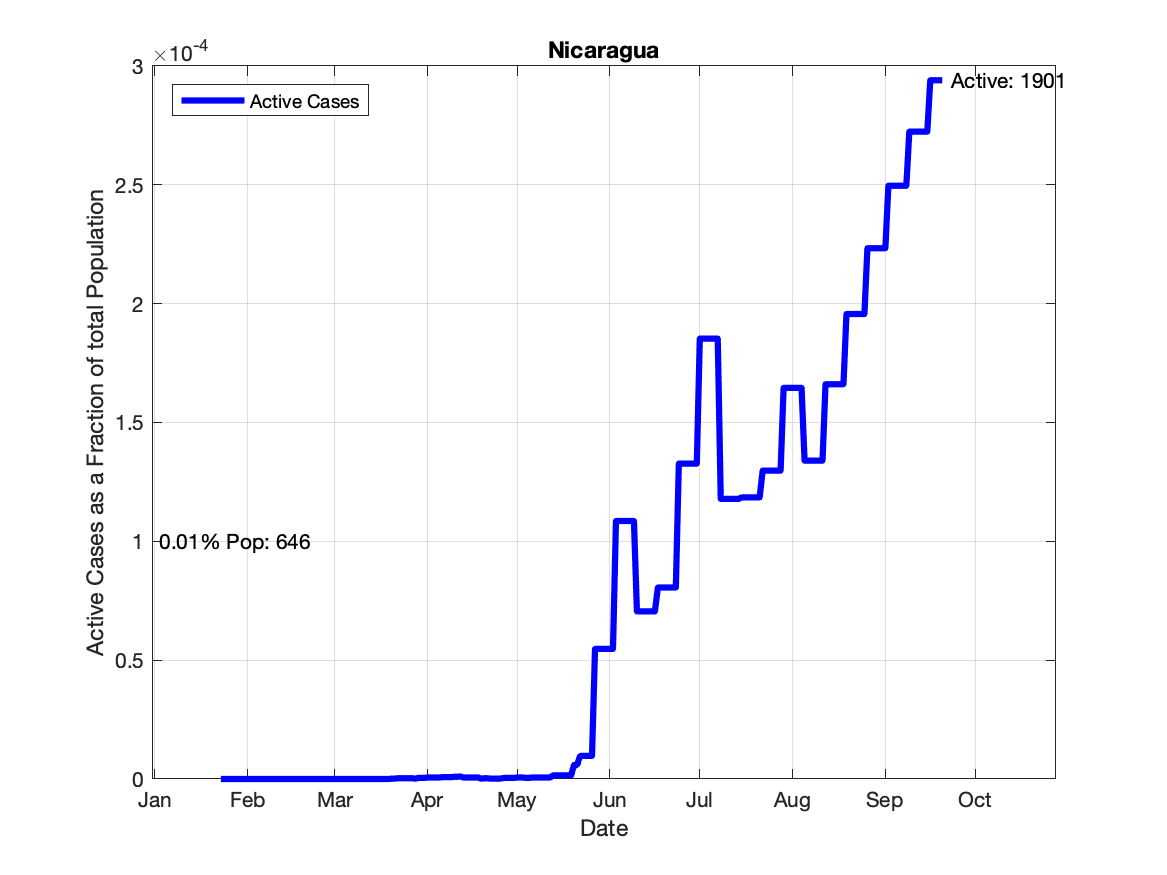 Nicaragua
×10⁻⁴
3
2.5
2
1.5
1
0.5
0
Active Cases as a Fraction of total Population
Active Cases
Active: 1901
0.01% Pop: 646
Jan Feb Mar Apr May Jun Jul Aug Sep Oct
Date